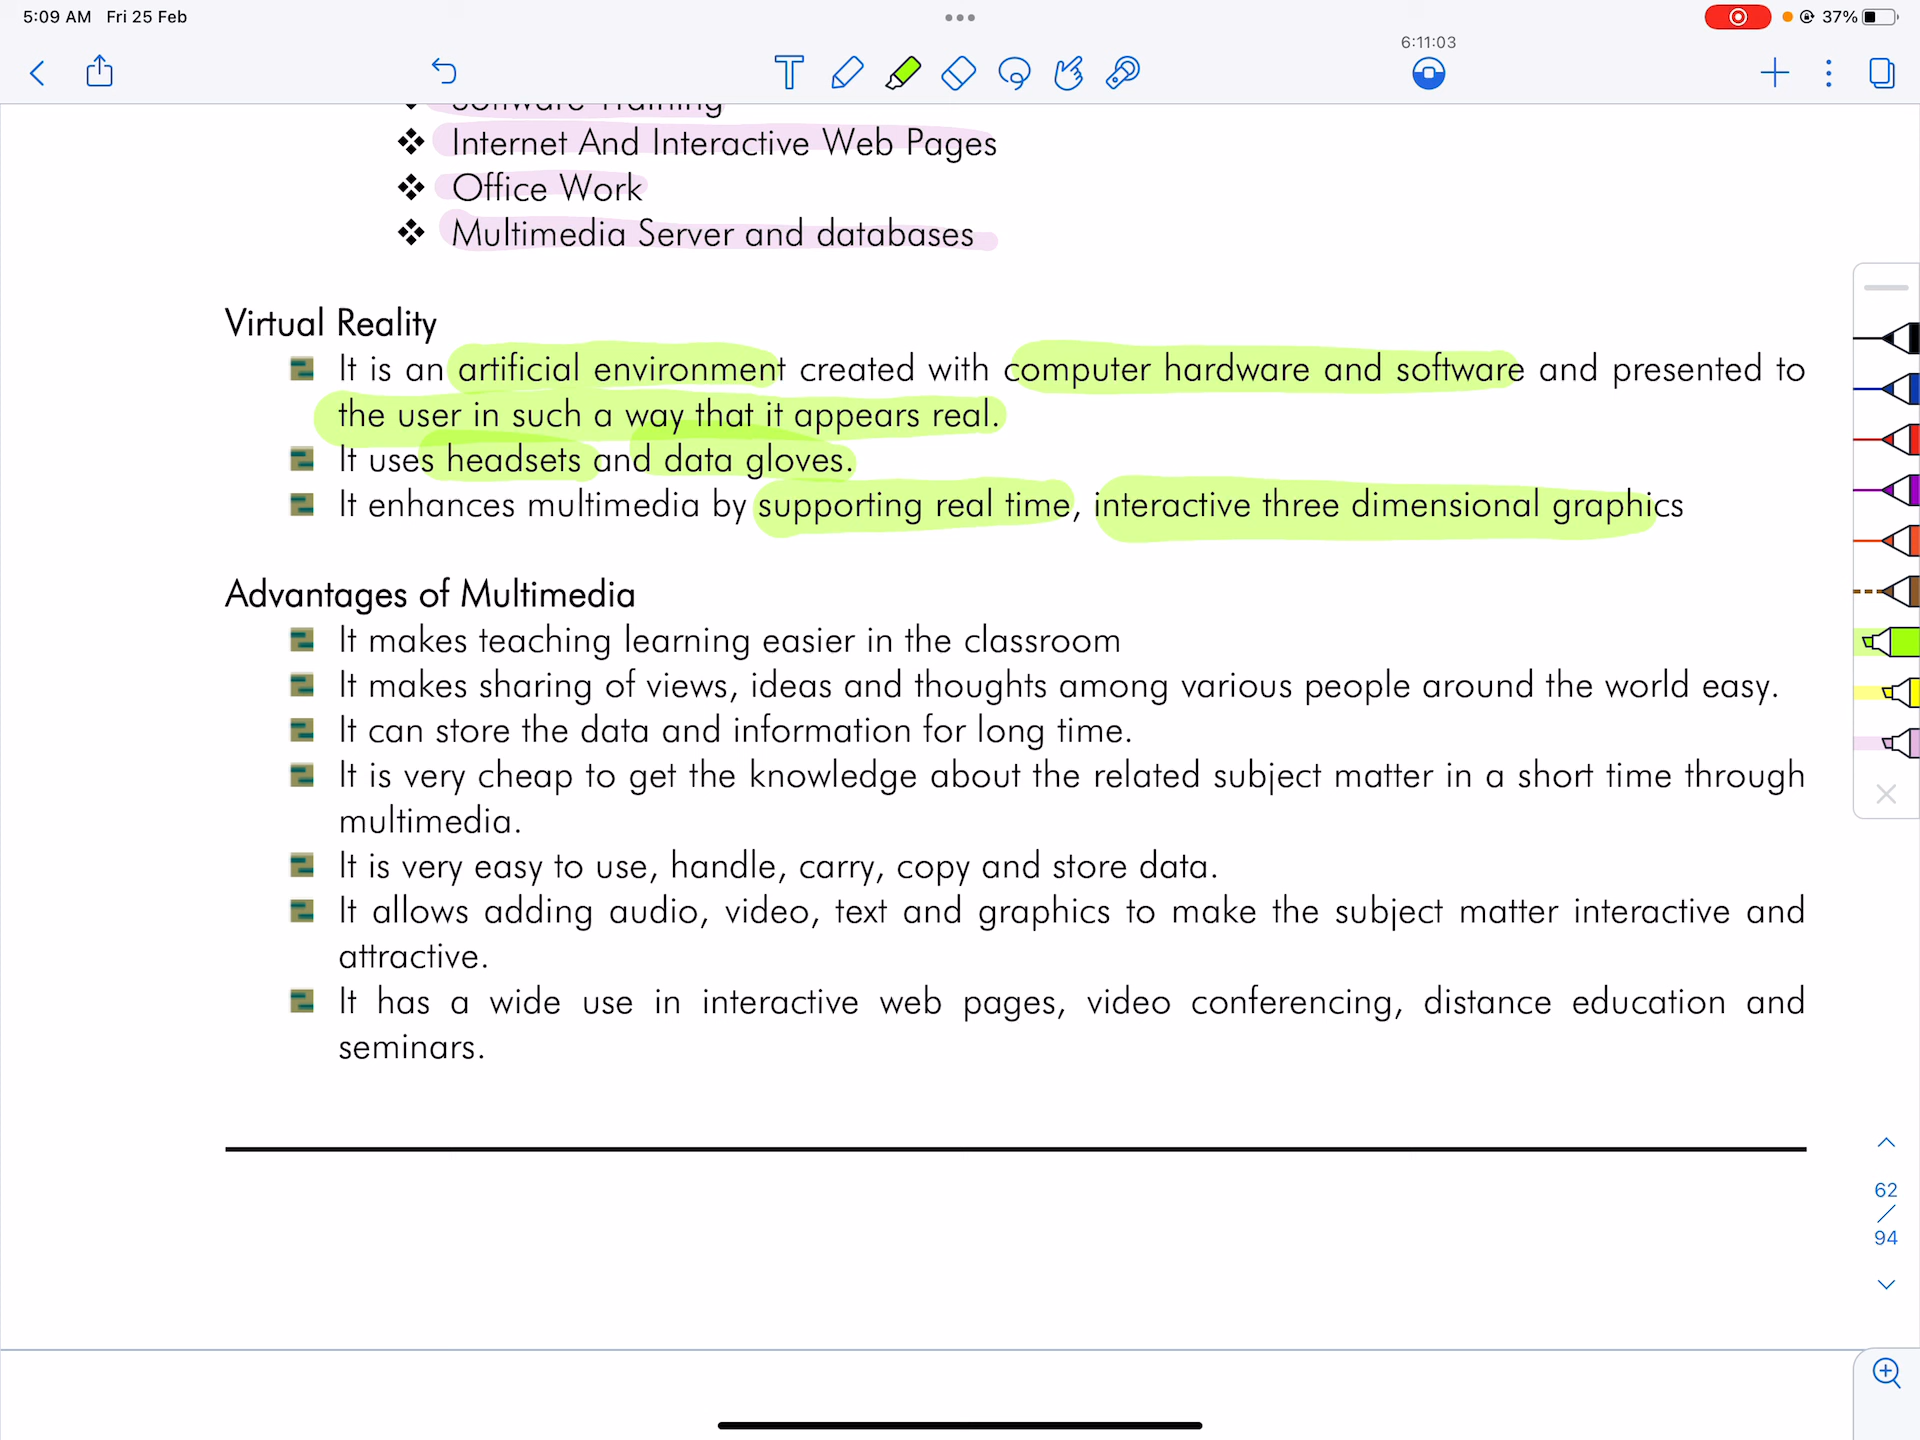 5:09 AM Fri 25 Feb
37%
6:11:03
Software Training
Internet And Interactive Web Pages
Office Work
Multimedia Server and databases
Virtual Reality
It is an artificial environment created with computer hardware and software and presented to
the user in such a way that it appears real.
It uses headsets and data gloves.
It enhances multimedia by supporting real time, interactive three dimensional graphics
Advantages of Multimedia
It makes teaching learning easier in the classroom
It makes sharing of views, ideas and thoughts among various people around the world easy.
It can store the data and information for long time.
It is very cheap to get the knowledge about the related subject matter in a short time through
multimedia.
It is very easy to use, handle, carry, copy and store data.
It allows adding audio, video, text and graphics to make the subject matter interactive and
attractive.
It has a wide use in interactive web pages, video conferencing, distance education and
seminars.
62
/
94